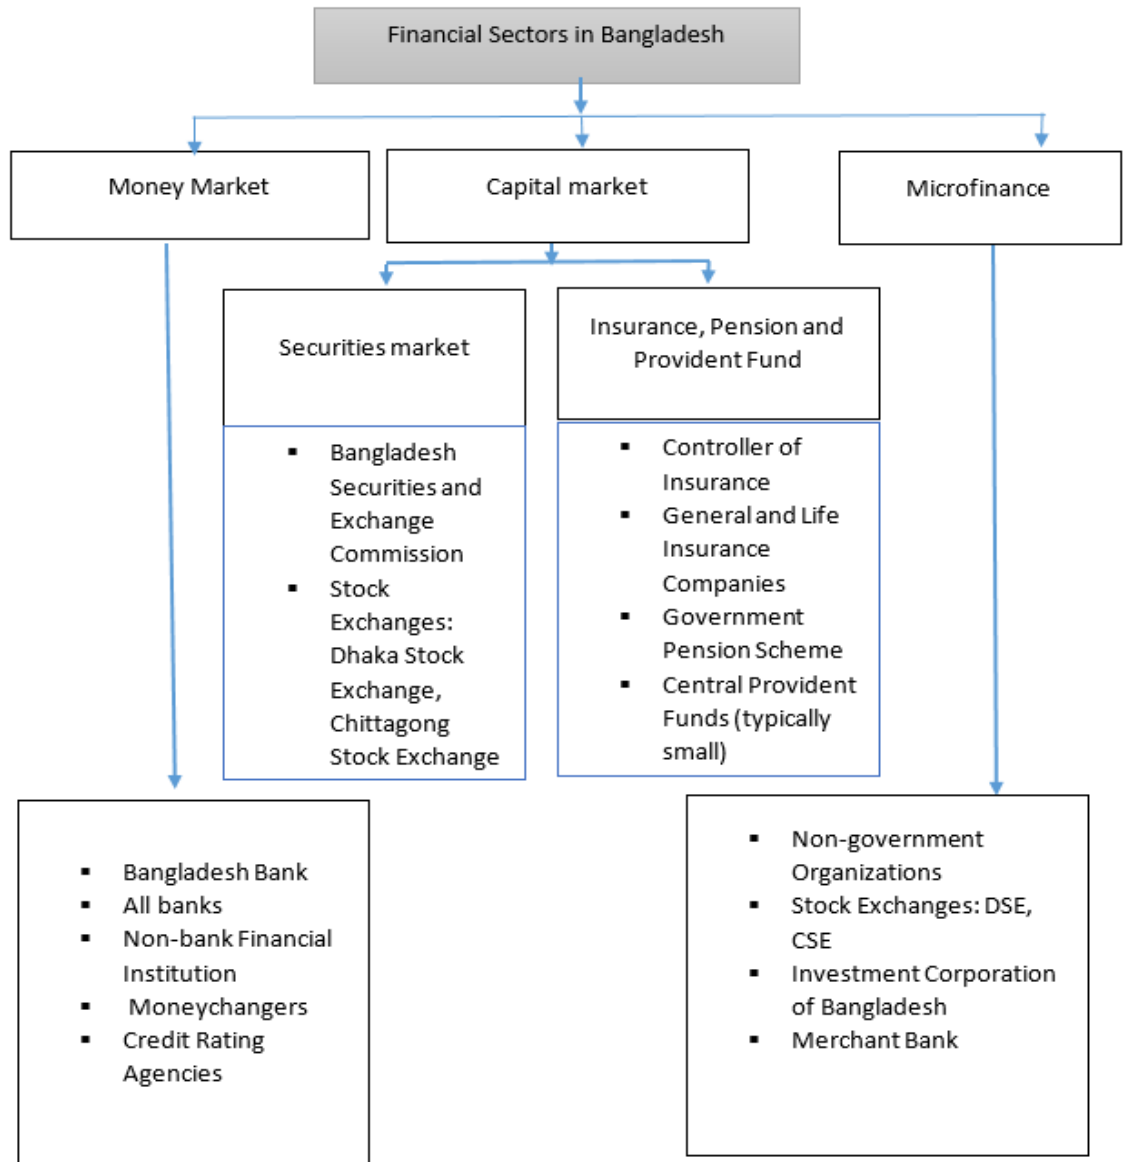 Financial Sectors in Bangladesh
Money Market
Capital market
Microfinance
Securities market
Insurance, Pension and
Provident Fund
▪ Bangladesh
Securities and
Exchange
Commission
▪ Stock
Exchanges:
Dhaka Stock
Exchange,
Chittagong
Stock Exchange
▪ Controller of
Insurance
▪ General and Life
Insurance
Companies
▪ Government
Pension Scheme
▪ Central Provident
Funds (typically
small)
▪ Bangladesh Bank
▪ All banks
▪ Non-bank Financial
Institution
▪ Moneychangers
▪ Credit Rating
Agencies
▪ Non-government
Organizations
▪ Stock Exchanges: DSE,
CSE
▪ Investment Corporation
of Bangladesh
▪ Merchant Bank